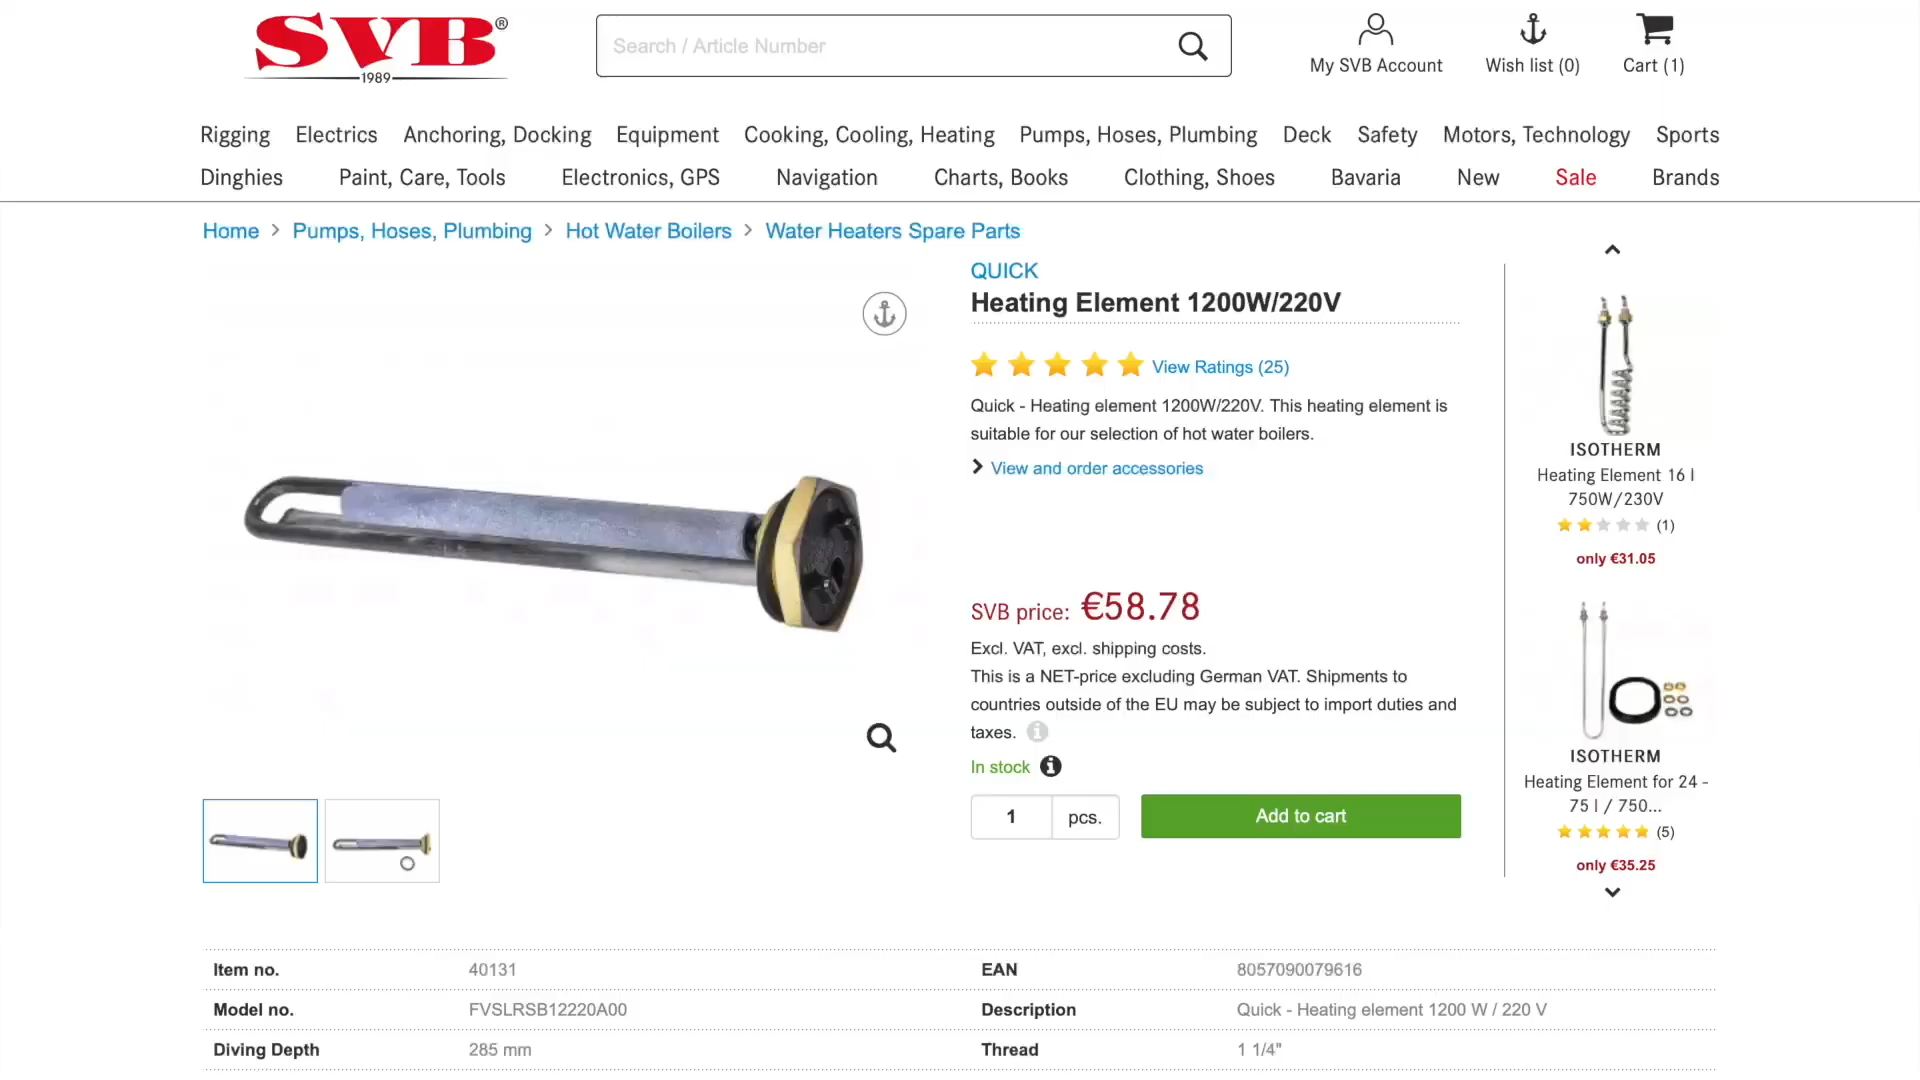 SVB®
1989
Search / Article Number
My SVB Account
Wish list (0)
Cart (1)
Rigging Electrics Anchoring, Docking Equipment Cooking, Cooling, Heating Pumps, Hoses, Plumbing Deck Safety Motors, Technology Sports
Dinghies Paint, Care, Tools Electronics, GPS Navigation Charts, Books Clothing, Shoes Bavaria New Sale Brands
Home > Pumps, Hoses, Plumbing > Hot Water Boilers > Water Heaters Spare Parts
QUICK
Heating Element 1200W/220V
View Ratings (25)
Quick - Heating element 1200W/220V. This heating element is
suitable for our selection of hot water boilers.
View and order accessories
SVB price: €58.78
Excl. VAT, excl. shipping costs.
This is a NET-price excluding German VAT. Shipments to
countries outside of the EU may be subject to import duties and
taxes.
In stock
1 pcs. Add to cart
ISOTHERM
Heating Element 16 l
750W/230V
(1)
only €31.05
ISOTHERM
Heating Element for 24 -
75 l / 750...
(5)
only €35.25
Item no. 40131 EAN 8057090079616
Model no. FVSLRSB12220A00 Description Quick - Heating element 1200 W / 220 V
Diving Depth 285 mm Thread 1 1/4"